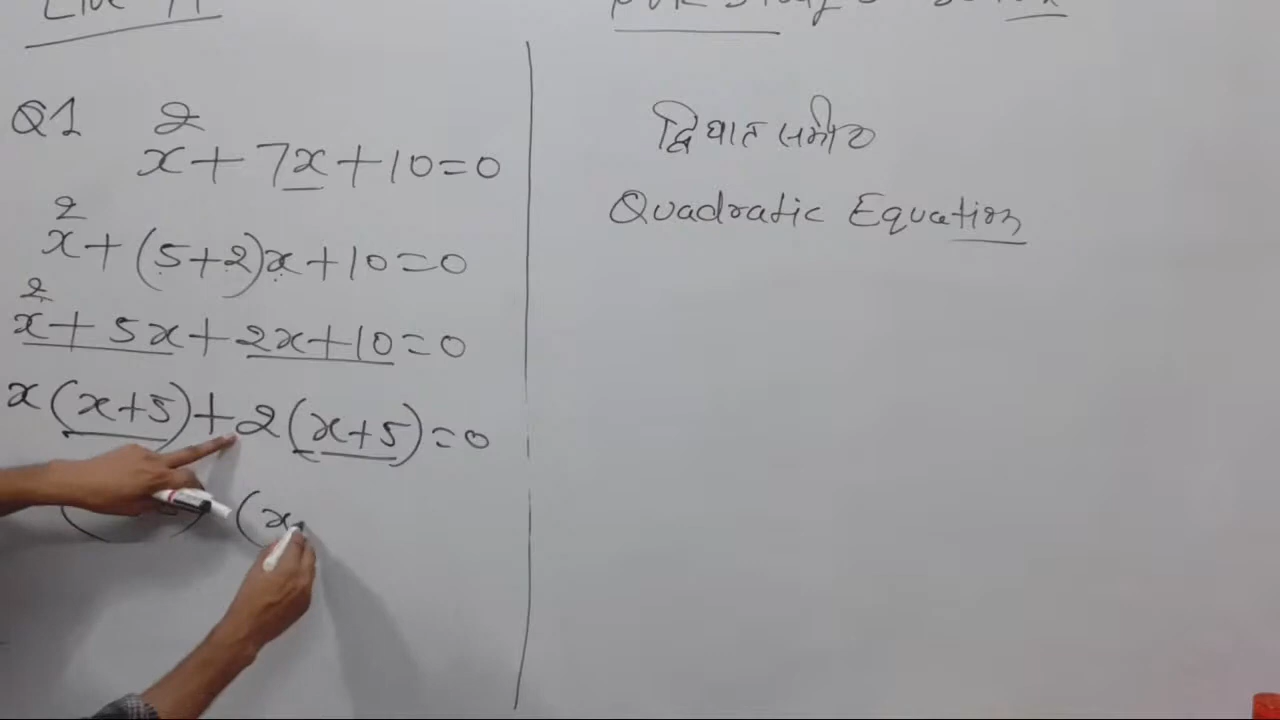 Q1 x² + 7x + 10 = 0
x² + (5+2)x + 10 = 0
x² + 5x + 2x + 10 = 0
x(x+5) + 2(x+5) = 0
(x
द्विघात समी०
Quadratic Equation